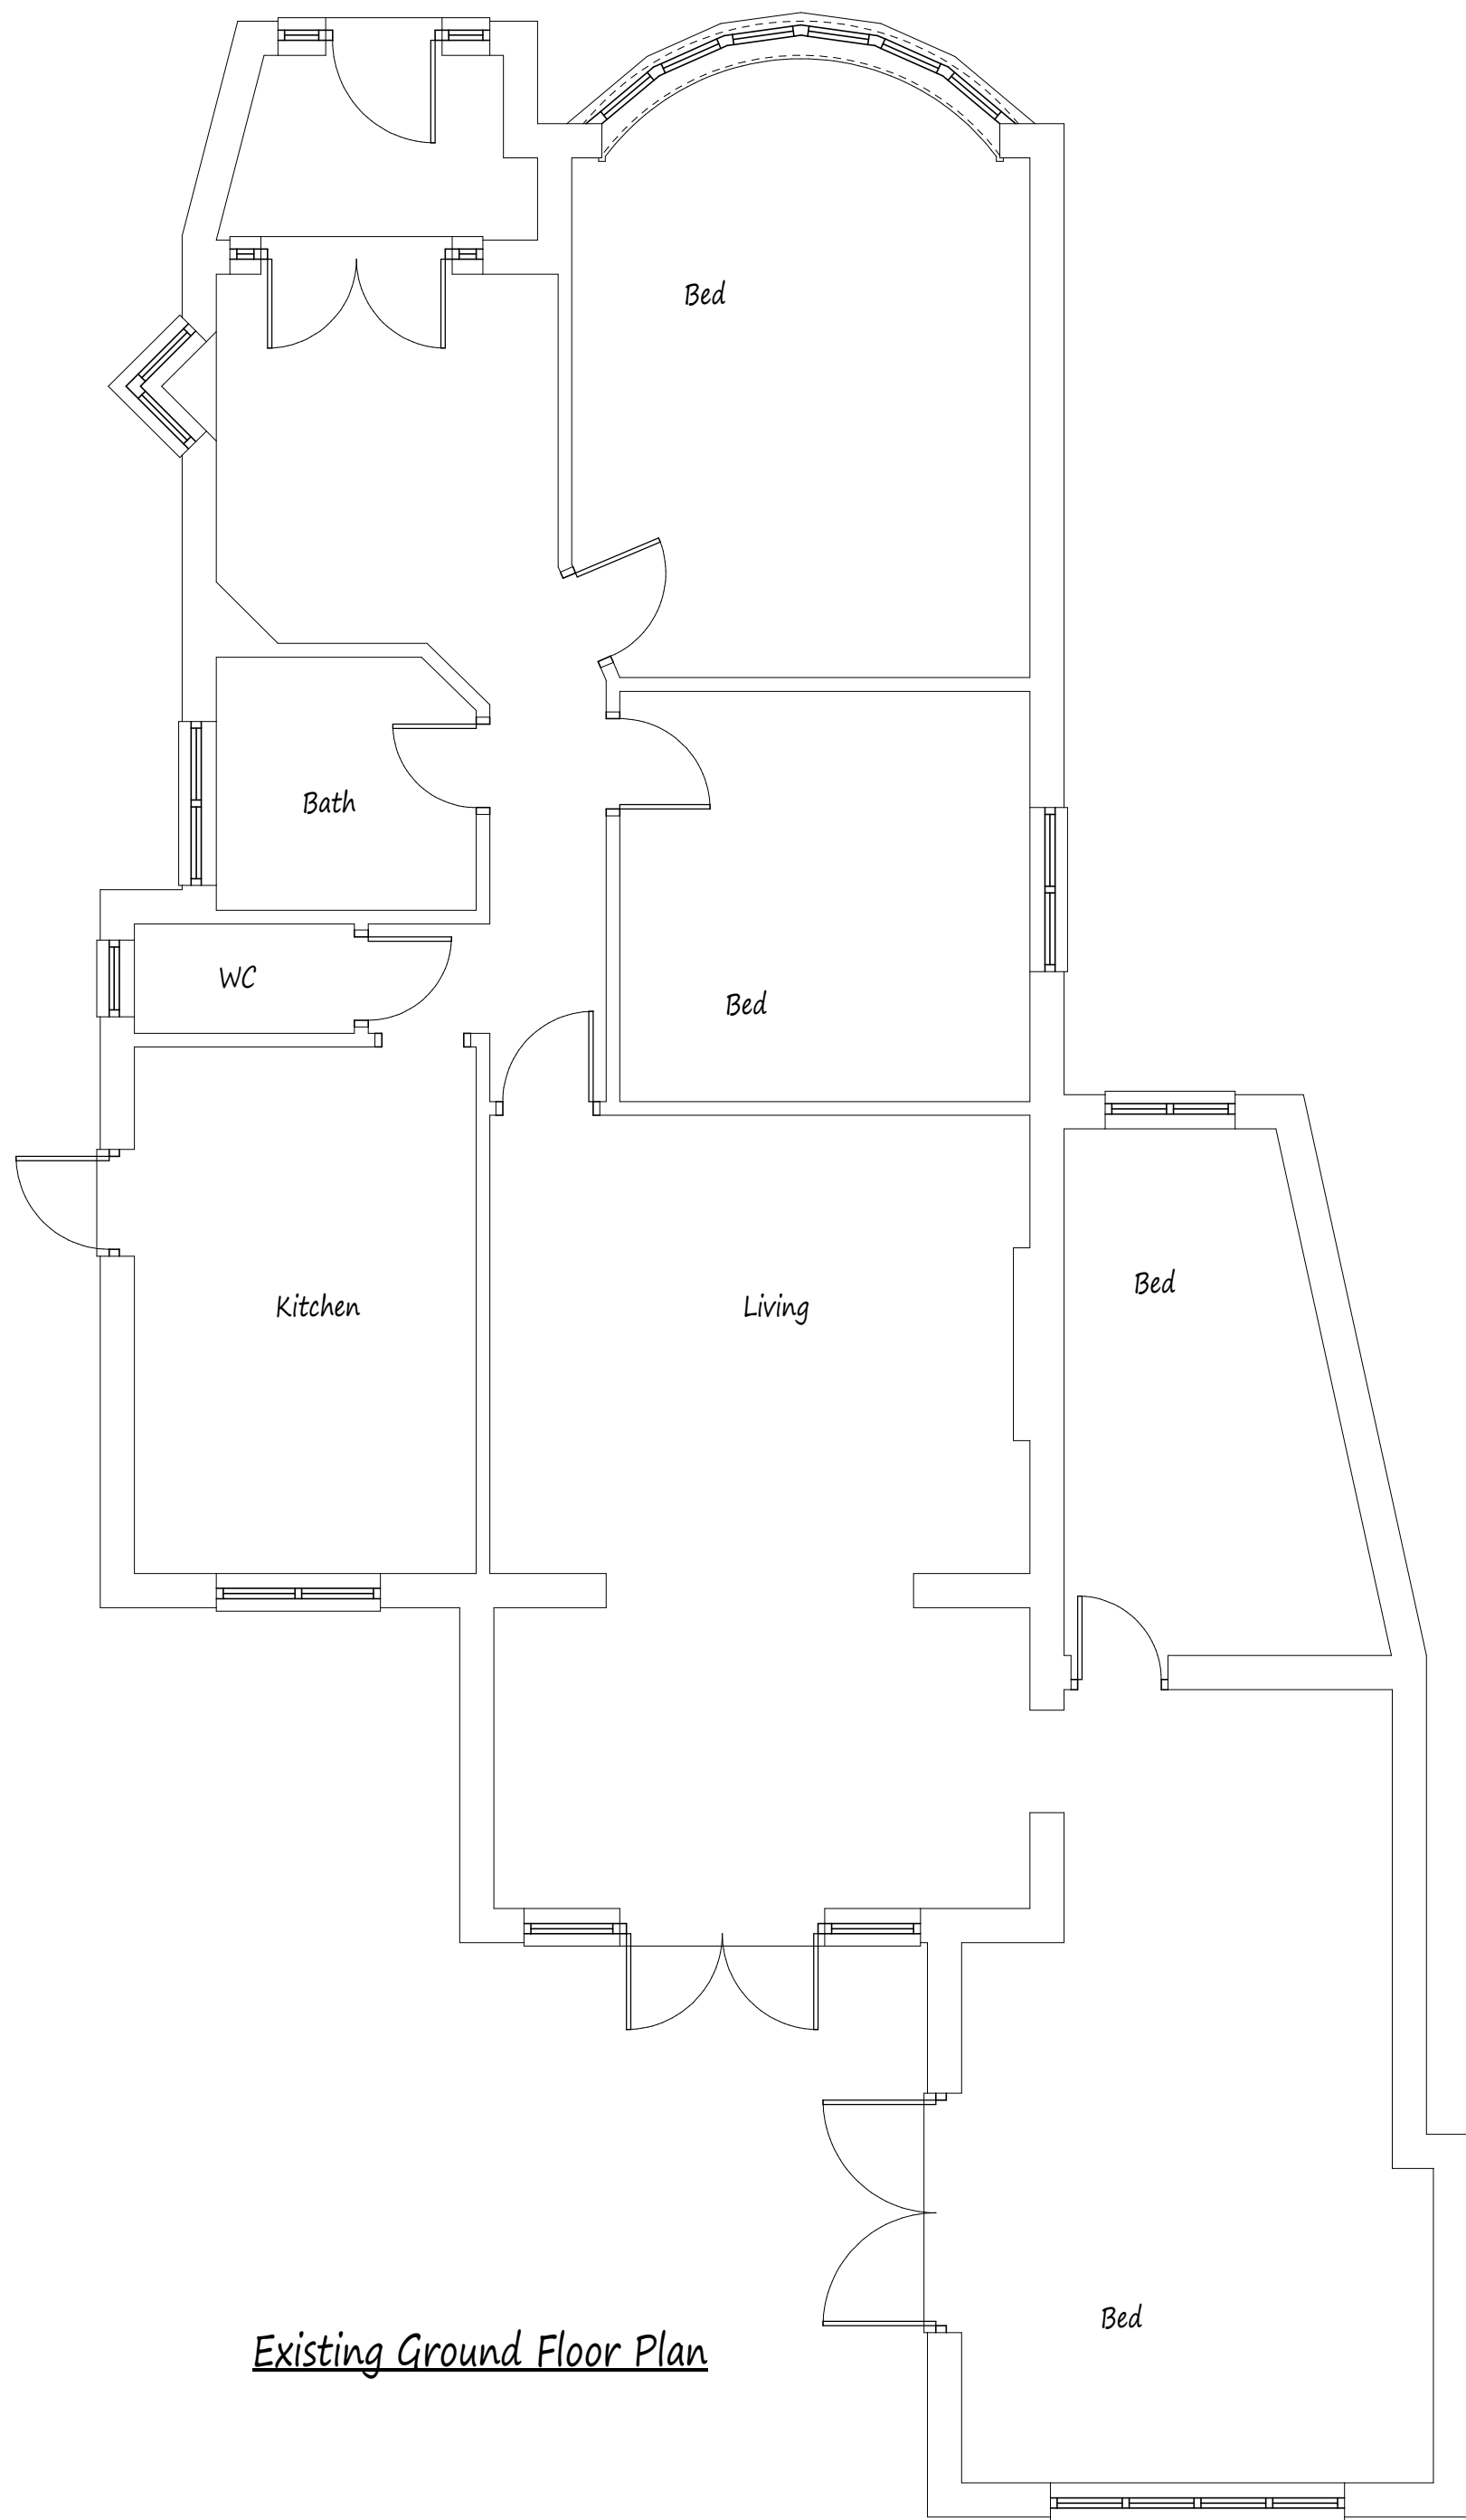 Bed
Bath
WC
Bed
Bed
Kitchen
Living
Bed
Existing Ground Floor Plan